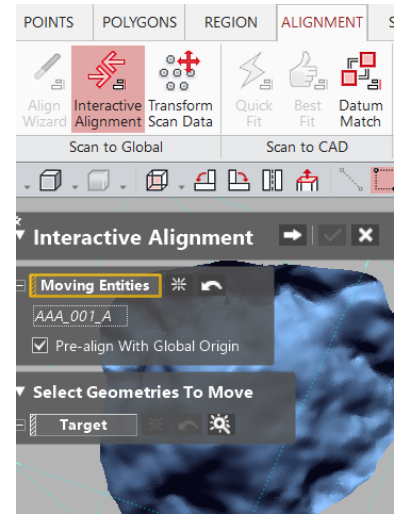 POINTS POLYGONS REGION ALIGNMENT S
Align Wizard
Interactive Alignment
Transform Scan Data
Quick Fit
Best Fit
Datum Match
Scan to Global Scan to CAD
Interactive Alignment
Moving Entities
AAA_001_A
Pre-align With Global Origin
Select Geometries To Move
Target